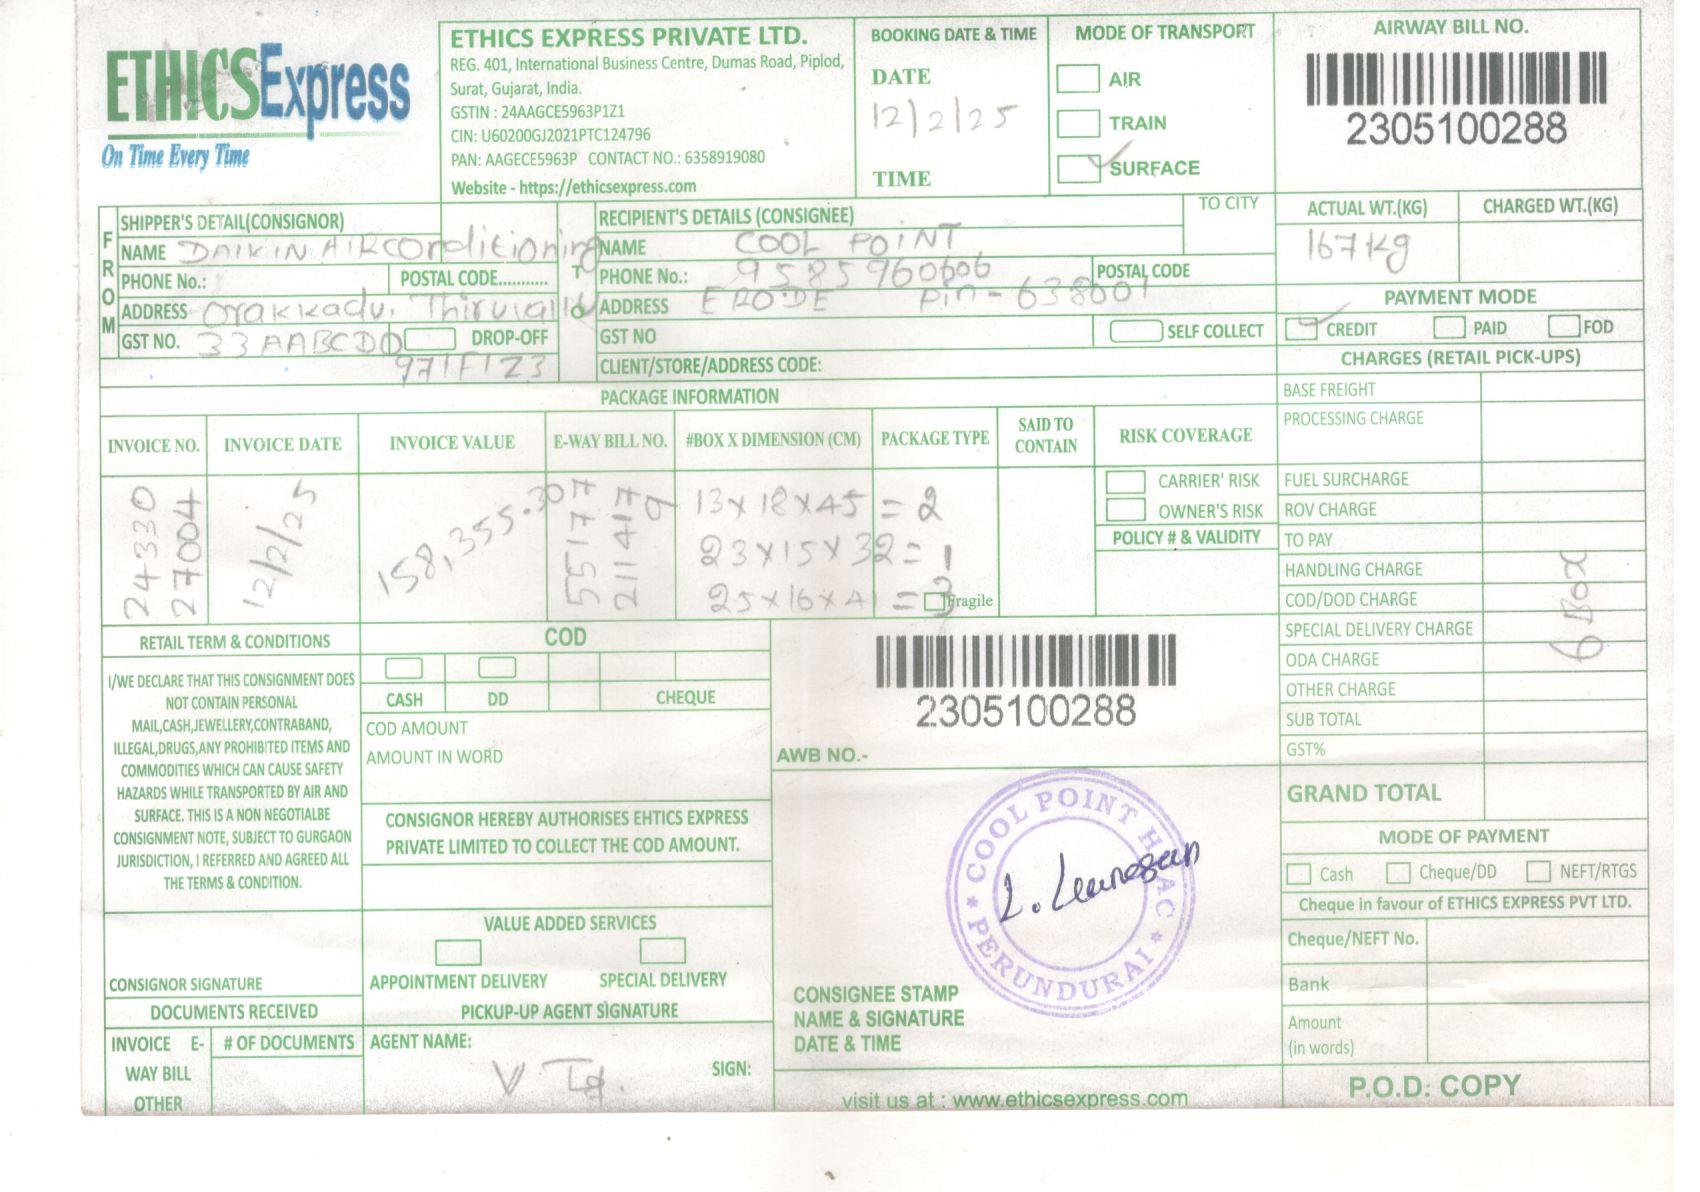 ETHICS Express
On Time Every Time
ETHICS EXPRESS PRIVATE LTD.
REG. 401, International Business Centre, Dumas Road, Piplod,
Surat, Gujarat, India.
GSTIN : 24AAGCE5963P1Z1
CIN: U60200GJ2021PTC124796
PAN: AAGECE5963P CONTACT NO.: 6358919080
Website - https://ethicsexpress.com
BOOKING DATE & TIME
DATE
12/2/25
TIME
MODE OF TRANSPORT
AIR
TRAIN
SURFACE
AIRWAY BILL NO.
2305100288
FROM
SHIPPER'S DETAIL(CONSIGNOR)
NAME DAIKIN AIRConditioning
PHONE No.: POSTAL CODE...........
ADDRESS Orakkadu, Thiruvallu
GST NO. 33AABCD0 DROP-OFF
971F1Z3
TO
RECIPIENT'S DETAILS (CONSIGNEE)
TO CITY
NAME COOL POINT
PHONE No.: 9585960606 POSTAL CODE
ADDRESS ERODE Pin - 638001
GST NO SELF COLLECT
CLIENT/STORE/ADDRESS CODE:
ACTUAL WT.(KG) CHARGED WT.(KG)
167Kg
PAYMENT MODE
CREDIT PAID FOD
CHARGES (RETAIL PICK-UPS)
BASE FREIGHT
PROCESSING CHARGE
FUEL SURCHARGE
ROV CHARGE
TO PAY
HANDLING CHARGE
COD/DOD CHARGE
SPECIAL DELIVERY CHARGE
ODA CHARGE
OTHER CHARGE
SUB TOTAL
GST%
GRAND TOTAL
6 Box
PACKAGE INFORMATION
INVOICE NO. INVOICE DATE INVOICE VALUE E-WAY BILL NO. #BOX X DIMENSION (CM) PACKAGE TYPE SAID TO CONTAIN RISK COVERAGE
24330
27004
12/2/25
158,355.30
55177
211417
9
13x18x45 = 2
23x15x32 = 1
25x16x41 = 3
Fragile
CARRIER' RISK
OWNER'S RISK
POLICY # & VALIDITY
RETAIL TERM & CONDITIONS
I/WE DECLARE THAT THIS CONSIGNMENT DOES
NOT CONTAIN PERSONAL
MAIL,CASH,JEWELLERY,CONTRABAND,
ILLEGAL,DRUGS,ANY PROHIBITED ITEMS AND
COMMODITIES WHICH CAN CAUSE SAFETY
HAZARDS WHILE TRANSPORTED BY AIR AND
SURFACE. THIS IS A NON NEGOTIALBE
CONSIGNMENT NOTE, SUBJECT TO GURGAON
JURISDICTION, I REFERRED AND AGREED ALL
THE TERMS & CONDITION.
CONSIGNOR SIGNATURE
DOCUMENTS RECEIVED
INVOICE E- # OF DOCUMENTS
WAY BILL
OTHER
COD
CASH DD CHEQUE
COD AMOUNT
AMOUNT IN WORD
CONSIGNOR HEREBY AUTHORISES EHTICS EXPRESS
PRIVATE LIMITED TO COLLECT THE COD AMOUNT.
VALUE ADDED SERVICES
APPOINTMENT DELIVERY SPECIAL DELIVERY
PICKUP-UP AGENT SIGNATURE
AGENT NAME:
SIGN:
2305100288
AWB NO.-
COOL POINT HVAC
* PERUNDURAI *
CONSIGNEE STAMP
NAME & SIGNATURE
DATE & TIME
visit us at : www.ethicsexpress.com
MODE OF PAYMENT
Cash Cheque/DD NEFT/RTGS
Cheque in favour of ETHICS EXPRESS PVT LTD.
Cheque/NEFT No.
Bank
Amount
(in words)
P.O.D: COPY